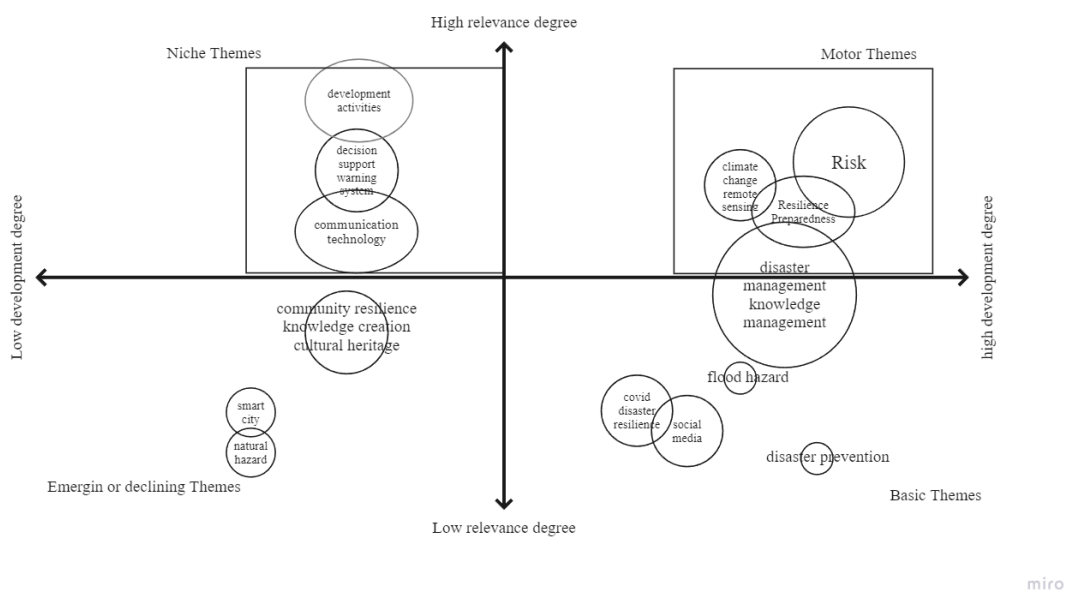 High relevance degree
Niche Themes
Motor Themes
development
activities
decision
support
warning
system
communication
technology
climate
change
remote
sensing
Risk
Resilience
Preparedness
disaster
management
knowledge
management
Low development degree
high development degree
community resilience
knowledge creation
cultural heritage
flood hazard
smart
city
natural
hazard
covid
disaster
resilience
social
media
disaster prevention
Emergin or declining Themes
Basic Themes
Low relevance degree
miro